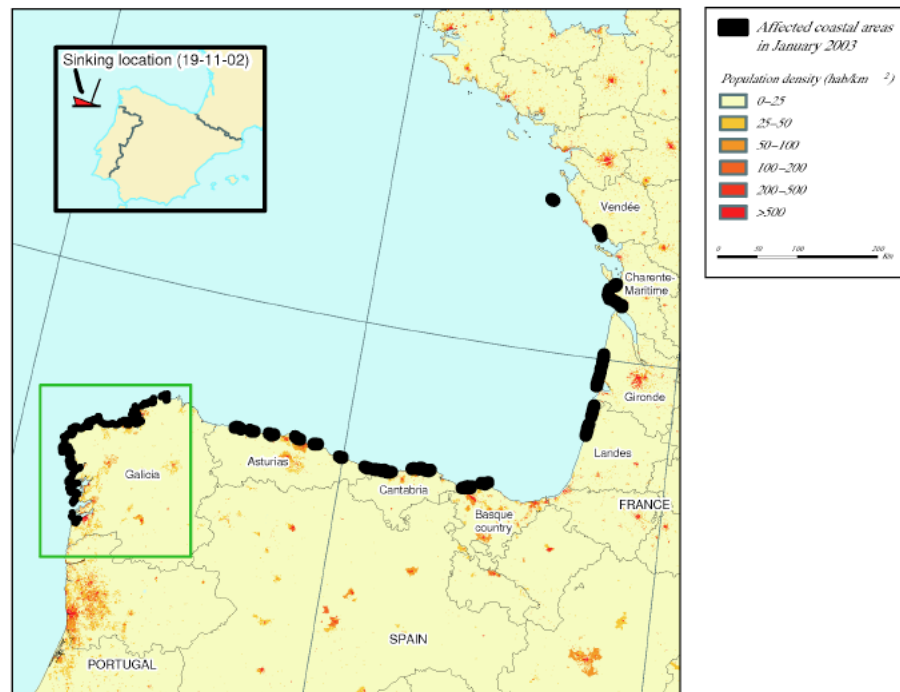 Sinking location (19-11-02)
Vendée
Charente-
Maritime
Gironde
Landes
FRANCE
Galicia
Asturias
Cantabria
Basque
country
SPAIN
PORTUGAL
Affected coastal areas
in January 2003
Population density (hab/km 2)
0-25
25-50
50-100
100-200
200-500
>500
0 50 100 200
Km